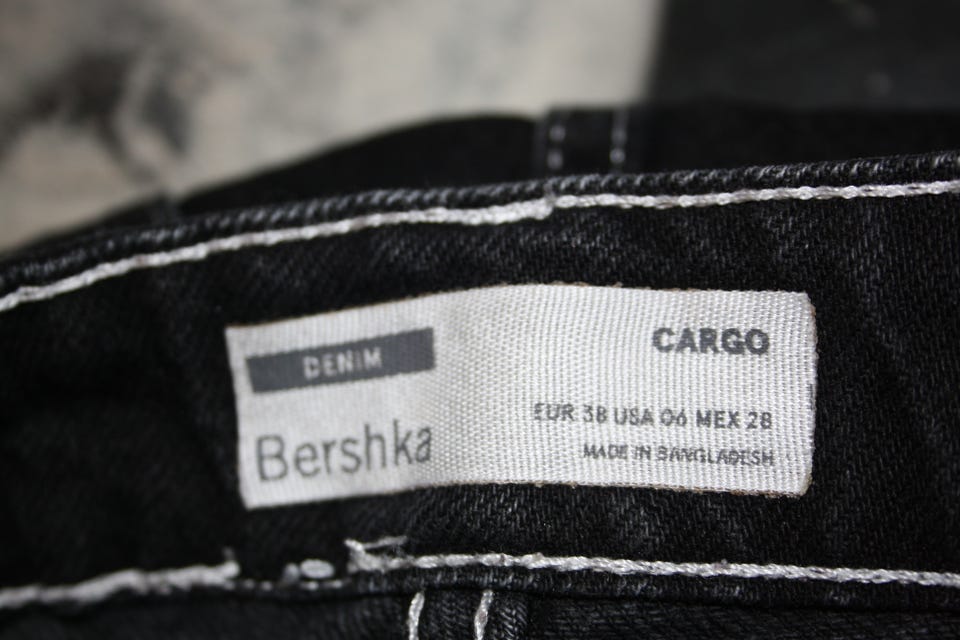 DENIM
Bershka
CARGO
EUR 38 USA 06 MEX 28
MADE IN BANGLADESH